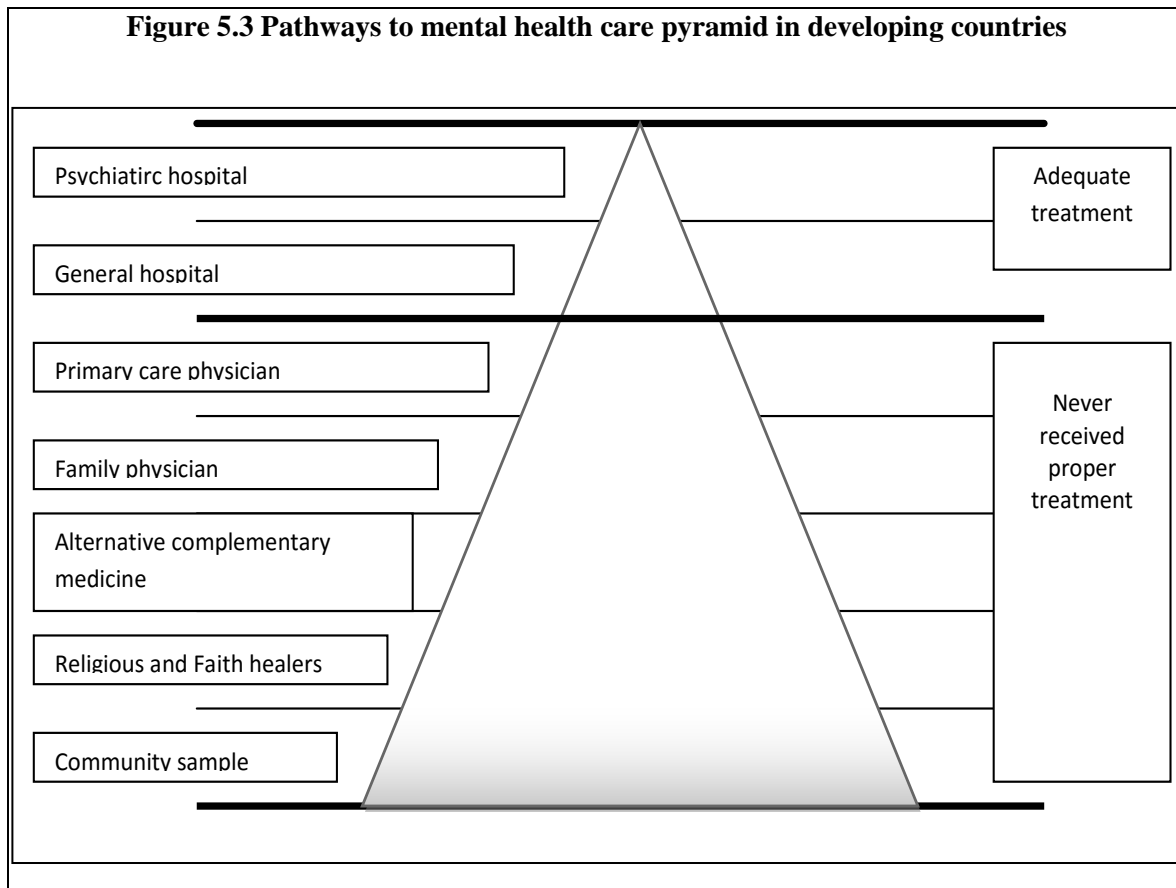 Figure 5.3 Pathways to mental health care pyramid in developing countries
Psychiatirc hospital
Adequate
treatment
General hospital
Primary care physician
Never
received
proper
treatment
Family physician
Alternative complementary
medicine
Religious and Faith healers
Community sample